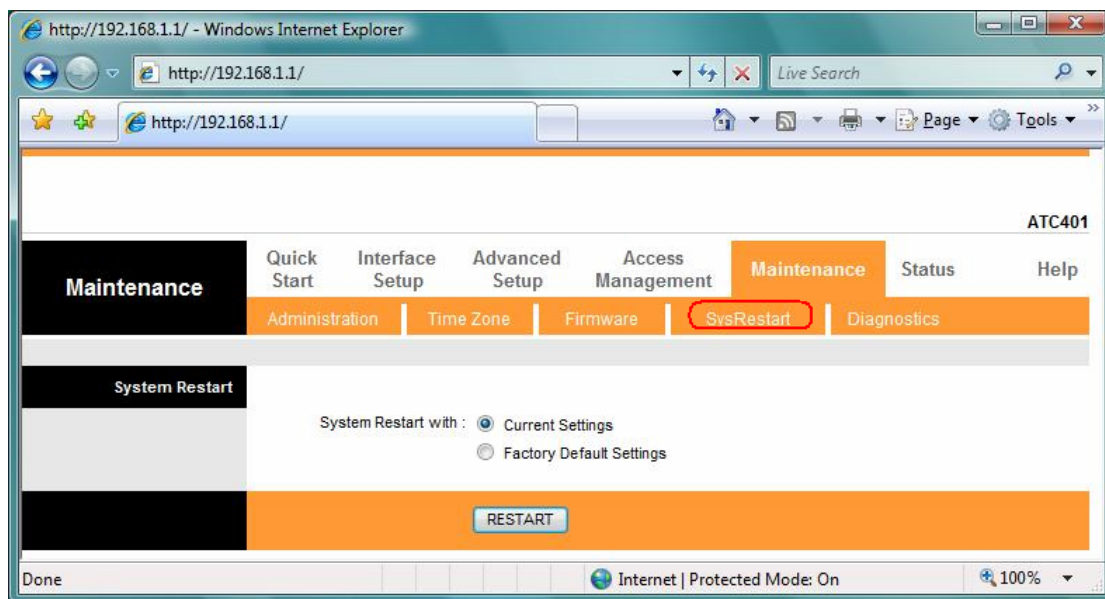 http://192.168.1.1/ - Windows Internet Explorer
http://192.168.1.1/
Live Search
http://192.168.1.1/
Page
Tools
ATC401
Maintenance
Quick Start
Interface Setup
Advanced Setup
Access Management
Maintenance
Status
Help
Administration
Time Zone
Firmware
SysRestart
Diagnostics
System Restart
System Restart with :
Current Settings
Factory Default Settings
RESTART
Done
Internet | Protected Mode: On
100%